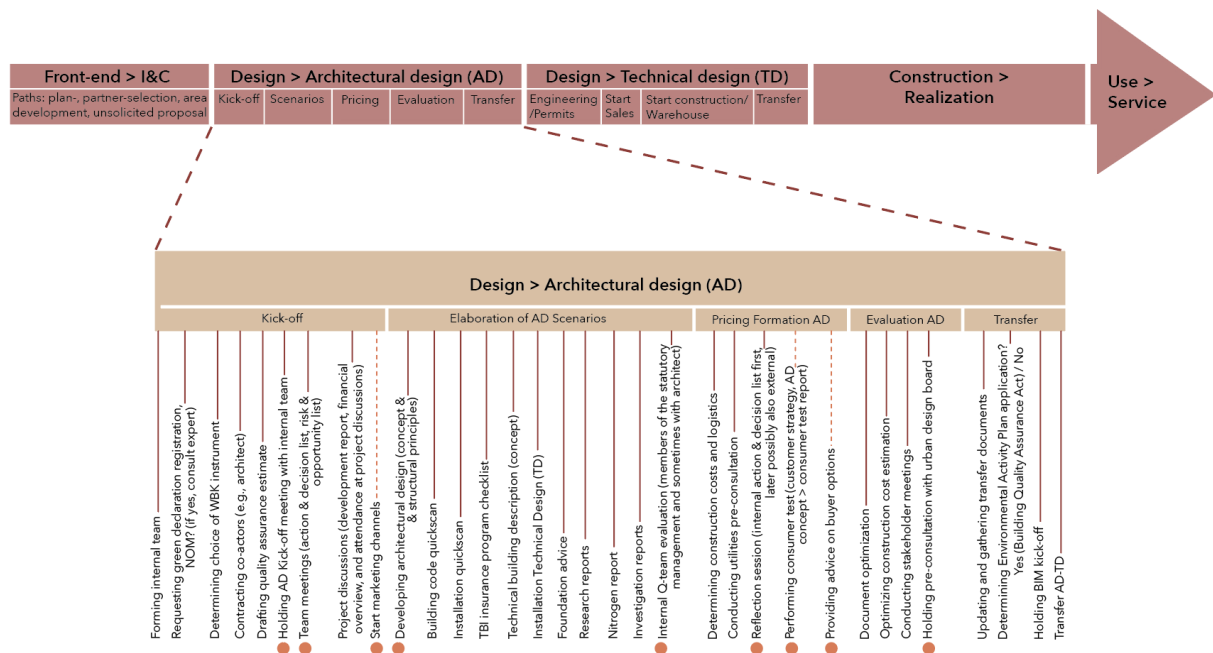 Front-end > I&C
Paths: plan-, partner-selection, area
development, unsolicited proposal
Design > Architectural design (AD)
Kick-off
Scenarios
Pricing
Evaluation
Transfer
Design > Technical design (TD)
Engineering
/Permits
Start
Sales
Start construction/
Warehouse
Transfer
Construction >
Realization
Use >
Service
Design > Architectural design (AD)
Kick-off
Elaboration of AD Scenarios
Pricing Formation AD
Evaluation AD
Transfer
Forming internal team
Requesting green declaration registration,
NOM? (if yes, consult expert)
Determining choice of WBK instrument
Contracting co-actors (e.g., architect)
Drafting quality assurance estimate
Holding AD Kick-off meeting with internal team
Team meetings (action & decision list, risk &
opportunity list)
Project discussions (development report, financial
overview, and attendance at project discussions)
Start marketing channels
Developing architectural design (concept &
& structural principles)
Building code quickscan
Installation quickscan
TBI insurance program checklist
Technical building description (concept)
Installation Technical Design (TD)
Foundation advice
Research reports
Nitrogen report
Investigation reports
Internal Q-team evaluation (members of the statutory
management and sometimes with architect)
Determining construction costs and logistics
Conducting utilities pre-consultation
Reflection session (internal action & decision list first,
later possibly also external)
Performing consumer test (customer strategy, AD
concept > consumer test report)
Providing advice on buyer options
Document optimization
Optimizing construction cost estimation
Conducting stakeholder meetings
Holding pre-consultation with urban design board
Updating and gathering transfer documents
Determining Environmental Activity Plan application?
Yes (Building Quality Assurance Act) / No
Holding BIM kick-off
Transfer AD-TD